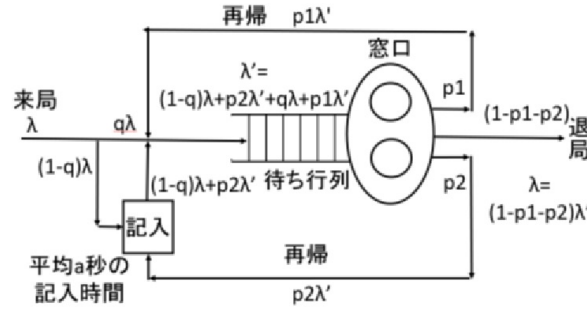 再帰 p1λ'
窓口
λ'=
(1-q)λ+p2λ'+qλ+p1λ'
p1
来局
λ
qλ
(1-p1-p2)
退局
(1-q)λ
(1-q)λ+p2λ'
待ち行列
p2
λ=
(1-p1-p2)λ'
記入
平均a秒の
記入時間
再帰
p2λ'